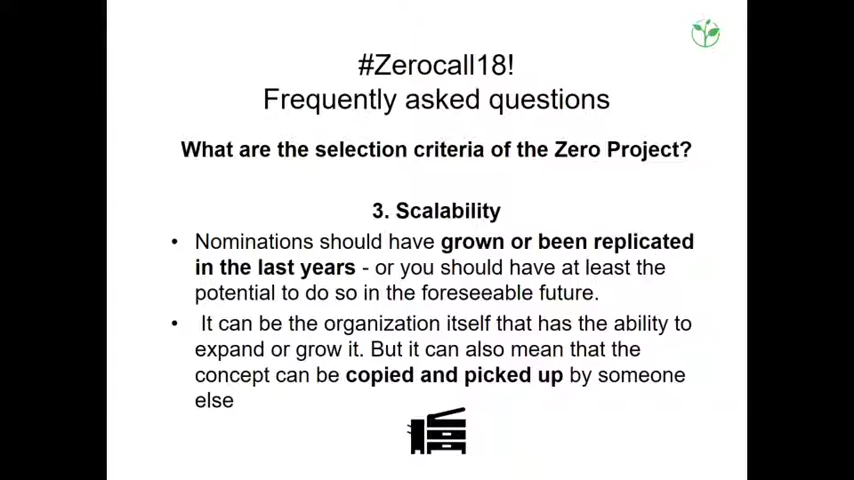 #Zerocall18!
Frequently asked questions
What are the selection criteria of the Zero Project?
3. Scalability
• Nominations should have grown or been replicated
in the last years - or you should have at least the
potential to do so in the foreseeable future.
• It can be the organization itself that has the ability to
expand or grow it. But it can also mean that the
concept can be copied and picked up by someone
else